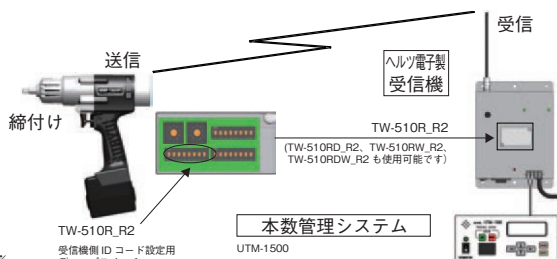 送信
受信
ヘルツ電子製
受信機
締付け
TW-510R_R2
(TW-510RD_R2、TW-510RW_R2、
TW-510RDW_R2 も使用可能です)
TW-510R_R2
受信機側 ID コード設定用
本数管理システム
UTM-1500